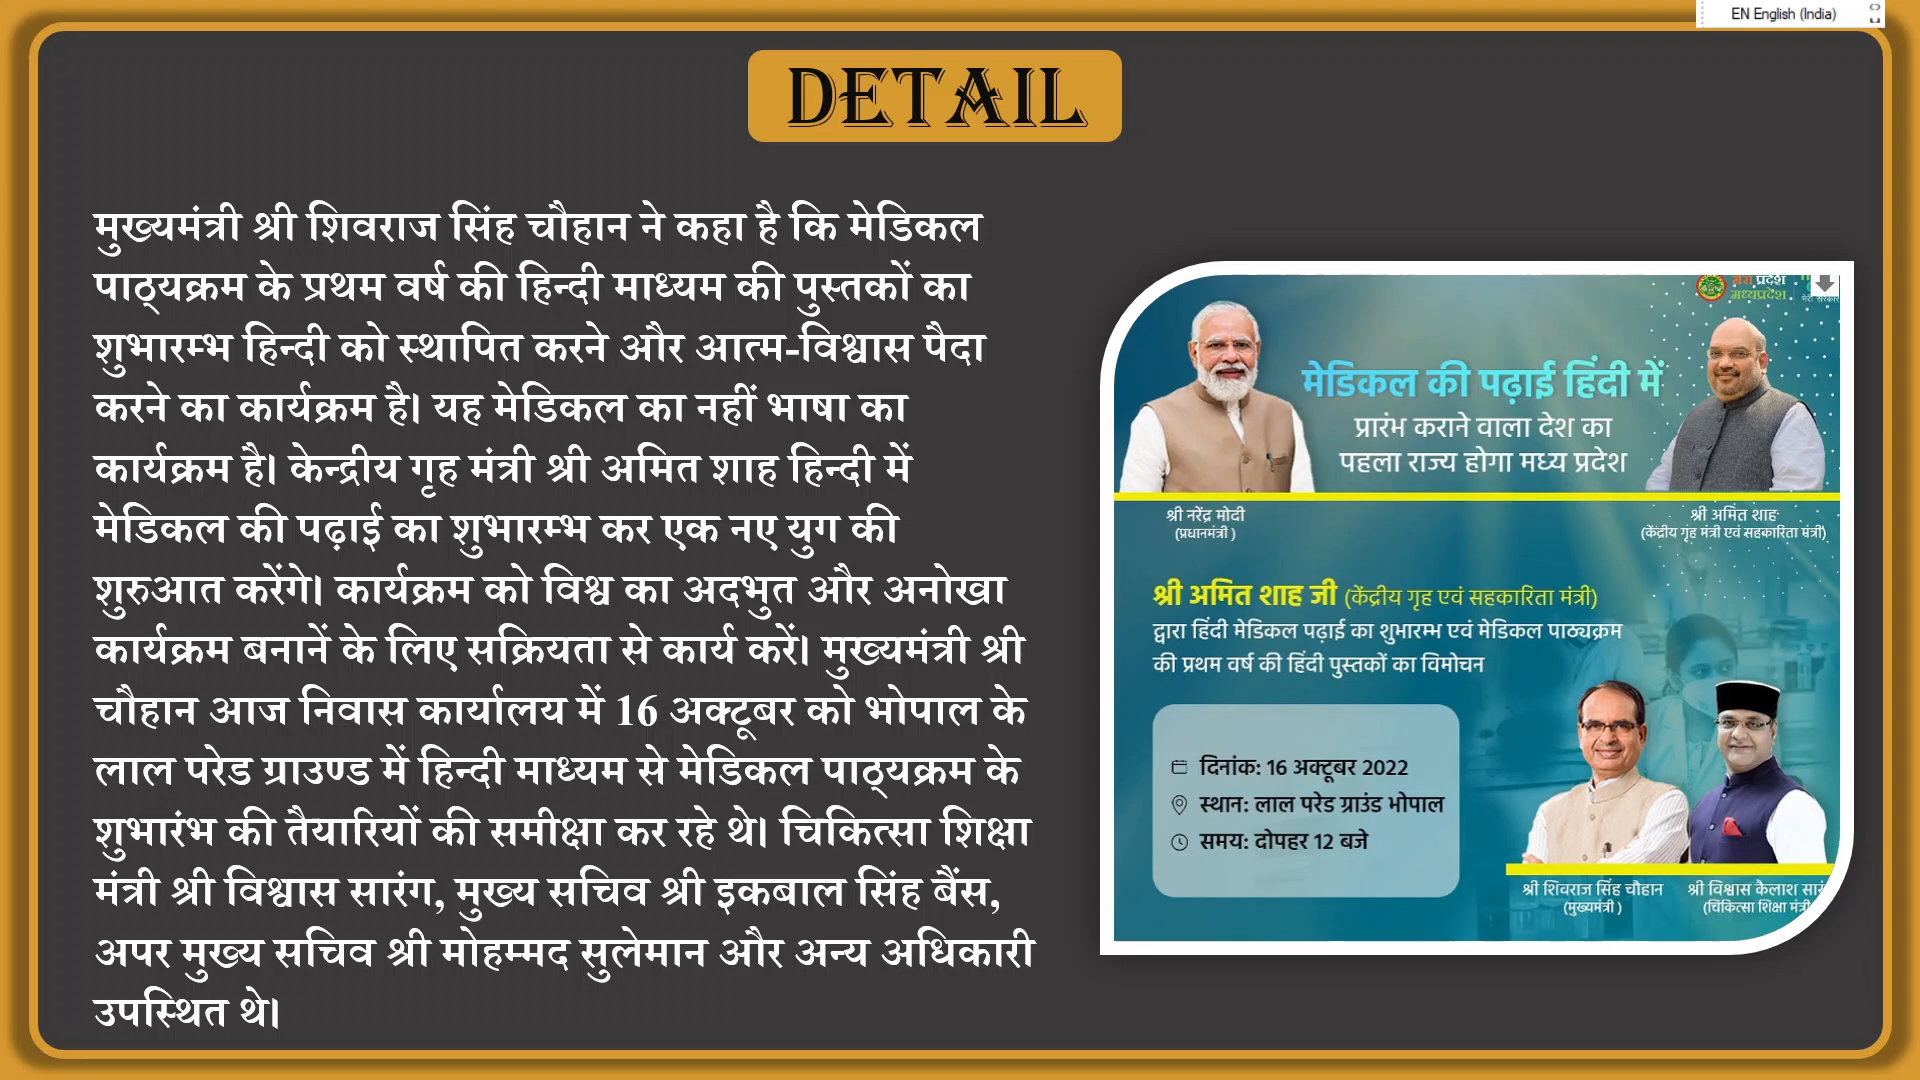 EN English (India)
DETAIL
मुख्यमंत्री श्री शिवराज सिंह चौहान ने कहा है कि मेडिकल
पाठ्यक्रम के प्रथम वर्ष की हिन्दी माध्यम की पुस्तकों का
शुभारम्भ हिन्दी को स्थापित करने और आत्म-विश्वास पैदा
करने का कार्यक्रम है। यह मेडिकल का नहीं भाषा का
कार्यक्रम है। केन्द्रीय गृह मंत्री श्री अमित शाह हिन्दी में
मेडिकल की पढ़ाई का शुभारम्भ कर एक नए युग की
शुरुआत करेंगे। कार्यक्रम को विश्व का अदभुत और अनोखा
कार्यक्रम बनानें के लिए सक्रियता से कार्य करें। मुख्यमंत्री श्री
चौहान आज निवास कार्यालय में 16 अक्टूबर को भोपाल के
लाल परेड ग्राउण्ड में हिन्दी माध्यम से मेडिकल पाठ्यक्रम के
शुभारंभ की तैयारियों की समीक्षा कर रहे थे। चिकित्सा शिक्षा
मंत्री श्री विश्वास सारंग, मुख्य सचिव श्री इकबाल सिंह बैंस,
अपर मुख्य सचिव श्री मोहम्मद सुलेमान और अन्य अधिकारी
उपस्थित थे।
प्रदेश
मध्यप्रदेश
मेडिकल की पढ़ाई हिंदी में
प्रारंभ कराने वाला देश का
पहला राज्य होगा मध्य प्रदेश
श्री नरेंद्र मोदी
(प्रधानमंत्री )
श्री अमित शाह
(केंद्रीय गृह मंत्री एवं सहकारिता मंत्री)
श्री अमित शाह जी (केंद्रीय गृह एवं सहकारिता मंत्री)
द्वारा हिंदी मेडिकल पढ़ाई का शुभारम्भ एवं मेडिकल पाठ्यक्रम
की प्रथम वर्ष की हिंदी पुस्तकों का विमोचन
दिनांक: 16 अक्टूबर 2022
स्थान: लाल परेड ग्राउंड भोपाल
समय: दोपहर 12 बजे
श्री शिवराज सिंह चौहान
(मुख्यमंत्री )
श्री विश्वास कैलाश
(चिकित्सा शिक्षा